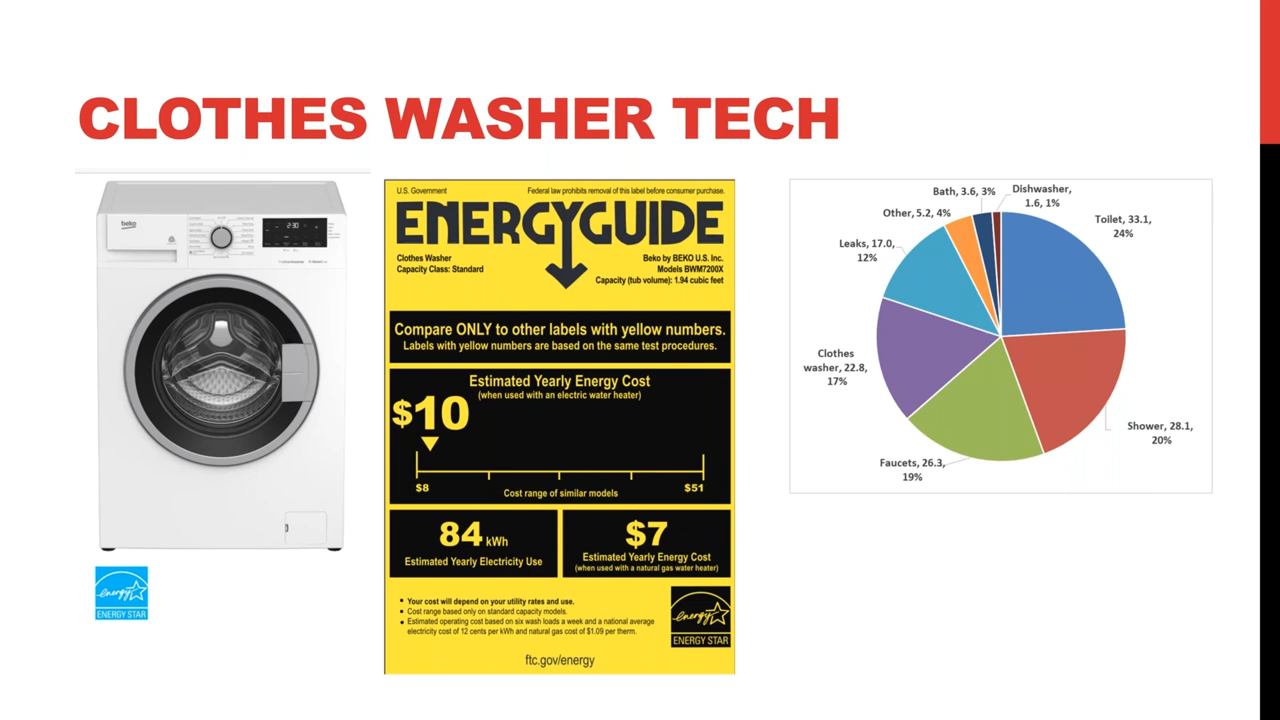 CLOTHES WASHER TECH
beko
2:30
energy
ENERGY STAR
U.S. Government
Federal law prohibits removal of this label before consumer purchase.
ENERGYGUIDE
Clothes Washer
Capacity Class: Standard
Beko by BEKO U.S. Inc.
Models BWM7200X
Capacity (tub volume): 1.94 cubic feet
Compare ONLY to other labels with yellow numbers.
Labels with yellow numbers are based on the same test procedures.
Estimated Yearly Energy Cost
(when used with an electric water heater)
$10
$8
Cost range of similar models
$51
84 kWh
Estimated Yearly Electricity Use
$7
Estimated Yearly Energy Cost
(when used with a natural gas water heater)
• Your cost will depend on your utility rates and use.
• Cost range based only on standard capacity models.
• Estimated operating cost based on six wash loads a week and a national average
electricity cost of 12 cents per kWh and natural gas cost of $1.09 per therm.
energy
ENERGY STAR
ftc.gov/energy
Bath, 3.6, 3%
Dishwasher,
1.6, 1%
Other, 5.2, 4%
Toilet, 33.1,
24%
Leaks, 17.0,
12%
Clothes
washer, 22.8,
17%
Shower, 28.1,
20%
Faucets, 26.3,
19%